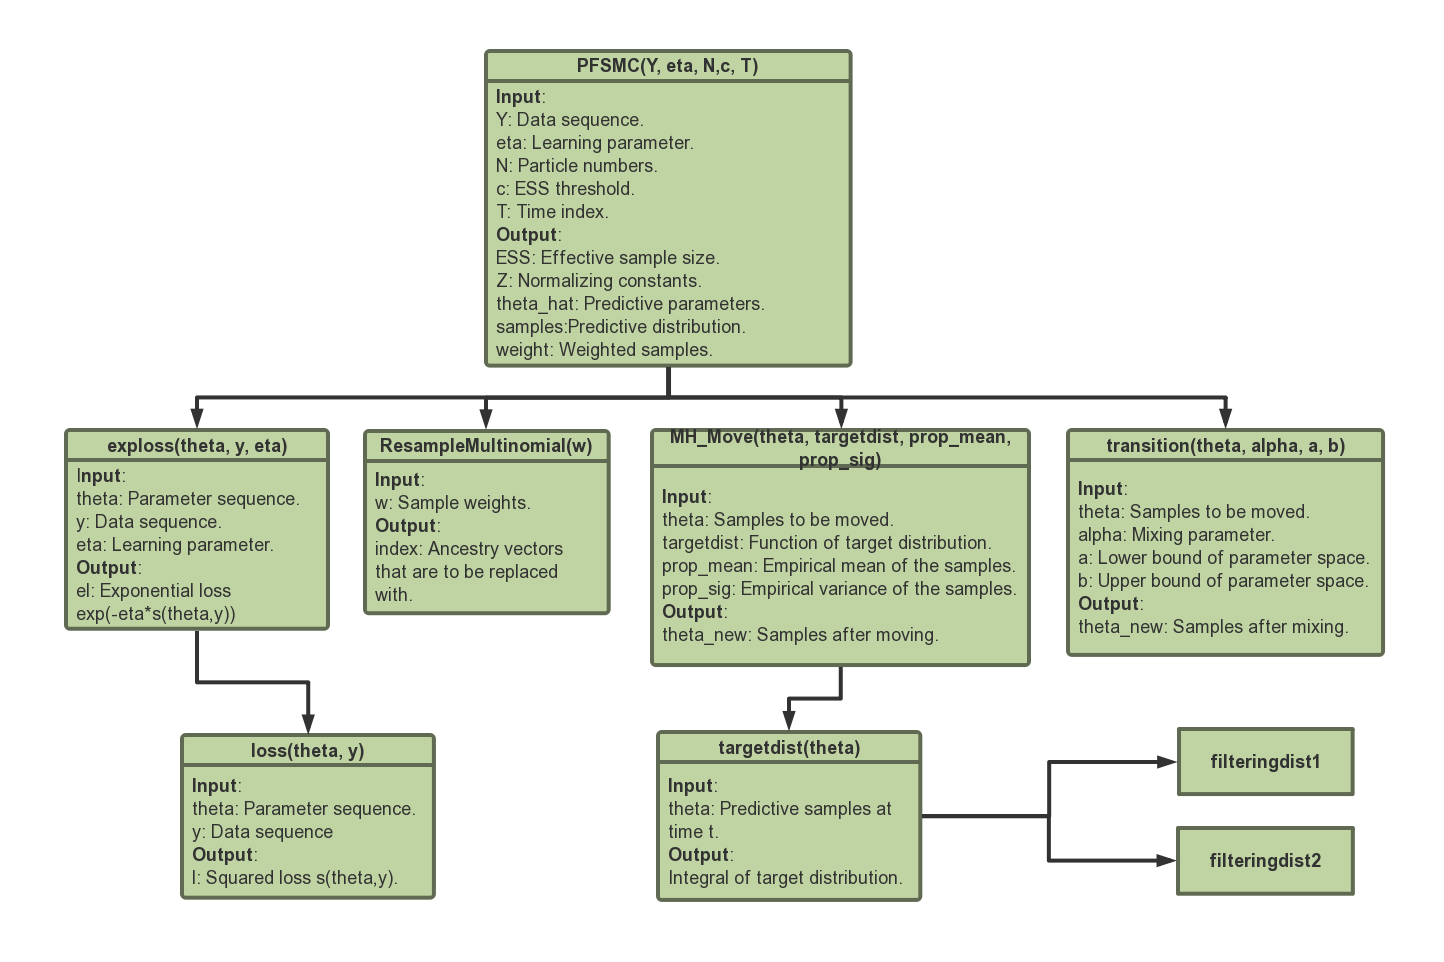 PFSMC(Y, eta, N,c, T)
Input:
Y: Data sequence.
eta: Learning parameter.
N: Particle numbers.
c: ESS threshold.
T: Time index.
Output:
ESS: Effective sample size.
Z: Normalizing constants.
theta_hat: Predictive parameters.
samples:Predictive distribution.
weight: Weighted samples.
exploss(theta, y, eta)
Input:
theta: Parameter sequence.
y: Data sequence.
eta: Learning parameter.
Output:
el: Exponential loss
exp(-eta*s(theta,y))
ResampleMultinomial(w)
Input:
w: Sample weights.
Output:
index: Ancestry vectors
that are to be replaced
with.
MH_Move(theta, targetdist, prop_mean,
prop_sig)
Input:
theta: Samples to be moved.
targetdist: Function of target distribution.
prop_mean: Empirical mean of the samples.
prop_sig: Empirical variance of the samples.
Output:
theta_new: Samples after moving.
transition(theta, alpha, a, b)
Input:
theta: Samples to be moved.
alpha: Mixing parameter.
a: Lower bound of parameter space.
b: Upper bound of parameter space.
Output:
theta_new: Samples after mixing.
loss(theta, y)
Input:
theta: Parameter sequence.
y: Data sequence
Output:
l: Squared loss s(theta,y).
targetdist(theta)
Input:
theta: Predictive samples at
time t.
Output:
Integral of target distribution.
filteringdist1
filteringdist2